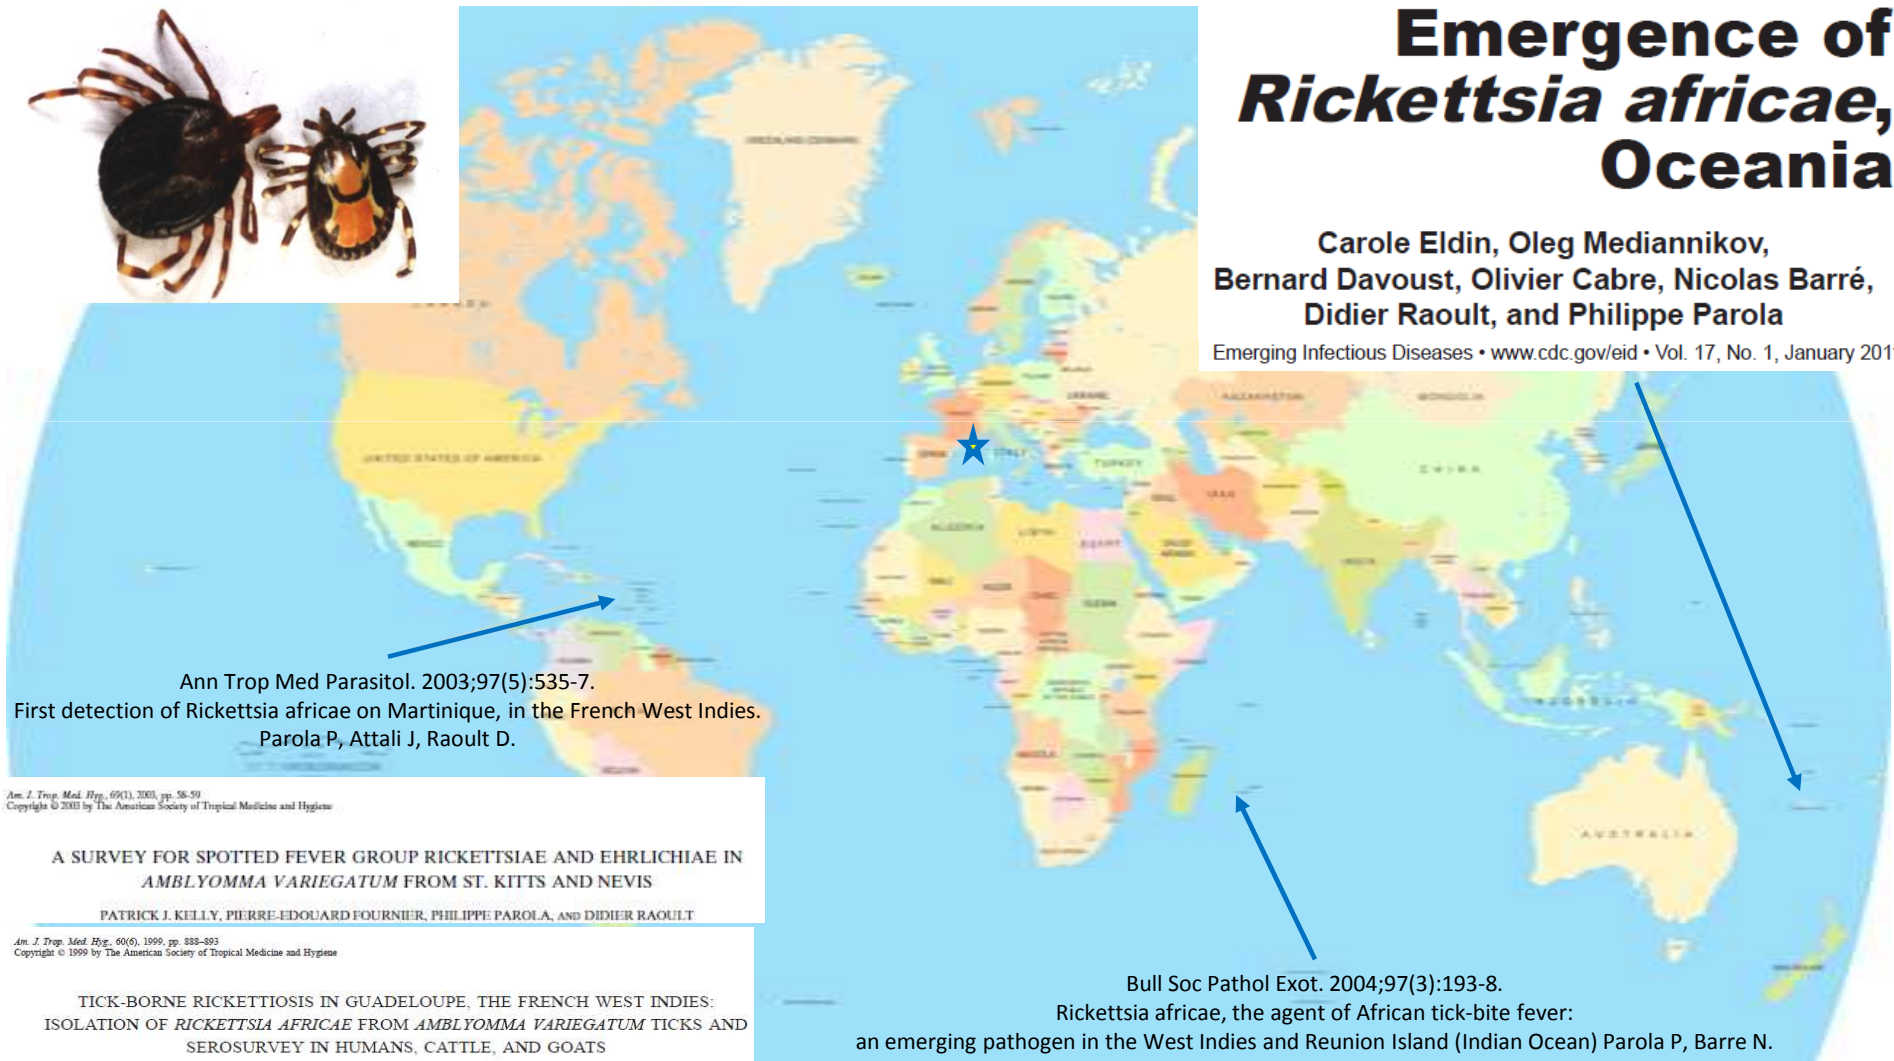 Emergence of
Rickettsia africae,
Oceania
Carole Eldin, Oleg Mediannikov,
Bernard Davoust, Olivier Cabre, Nicolas Barré,
Didier Raoult, and Philippe Parola
Emerging Infectious Diseases • www.cdc.gov/eid • Vol. 17, No. 1, January 201
GREENLAND (DENMARK)
CANADA
UNITED STATES OF AMERICA
MEXICO
SPAIN
ITALY
UKRAINE
TURKEY
KAZAKHSTAN
MONGOLIA
CHINA
IRAN
IRAQ
INDIA
SAUDI
ARABIA
ALGERIA
LIBYA
EGYPT
MALI
NIGER
CHAD
SUDAN
ANGOLA
BOLIVIA
AUSTRALIA
Ann Trop Med Parasitol. 2003;97(5):535-7.
First detection of Rickettsia africae on Martinique, in the French West Indies.
Parola P, Attali J, Raoult D.
Am. J. Trop. Med. Hyg., 69(1), 2003, pp. 58-59
Copyright © 2003 by The American Society of Tropical Medicine and Hygiene
A SURVEY FOR SPOTTED FEVER GROUP RICKETTSIAE AND EHRLICHIAE IN
AMBLYOMMA VARIEGATUM FROM ST. KITTS AND NEVIS
PATRICK J. KELLY, PIERRE-EDOUARD FOURNIER, PHILIPPE PAROLA, AND DIDIER RAOULT
Am. J. Trop. Med. Hyg., 60(6), 1999, pp. 888–893
Copyright © 1999 by The American Society of Tropical Medicine and Hygiene
TICK-BORNE RICKETTIOSIS IN GUADELOUPE, THE FRENCH WEST INDIES:
ISOLATION OF RICKETTSIA AFRICAE FROM AMBLYOMMA VARIEGATUM TICKS AND
SEROSURVEY IN HUMANS, CATTLE, AND GOATS
Bull Soc Pathol Exot. 2004;97(3):193-8.
Rickettsia africae, the agent of African tick-bite fever:
an emerging pathogen in the West Indies and Reunion Island (Indian Ocean) Parola P, Barre N.